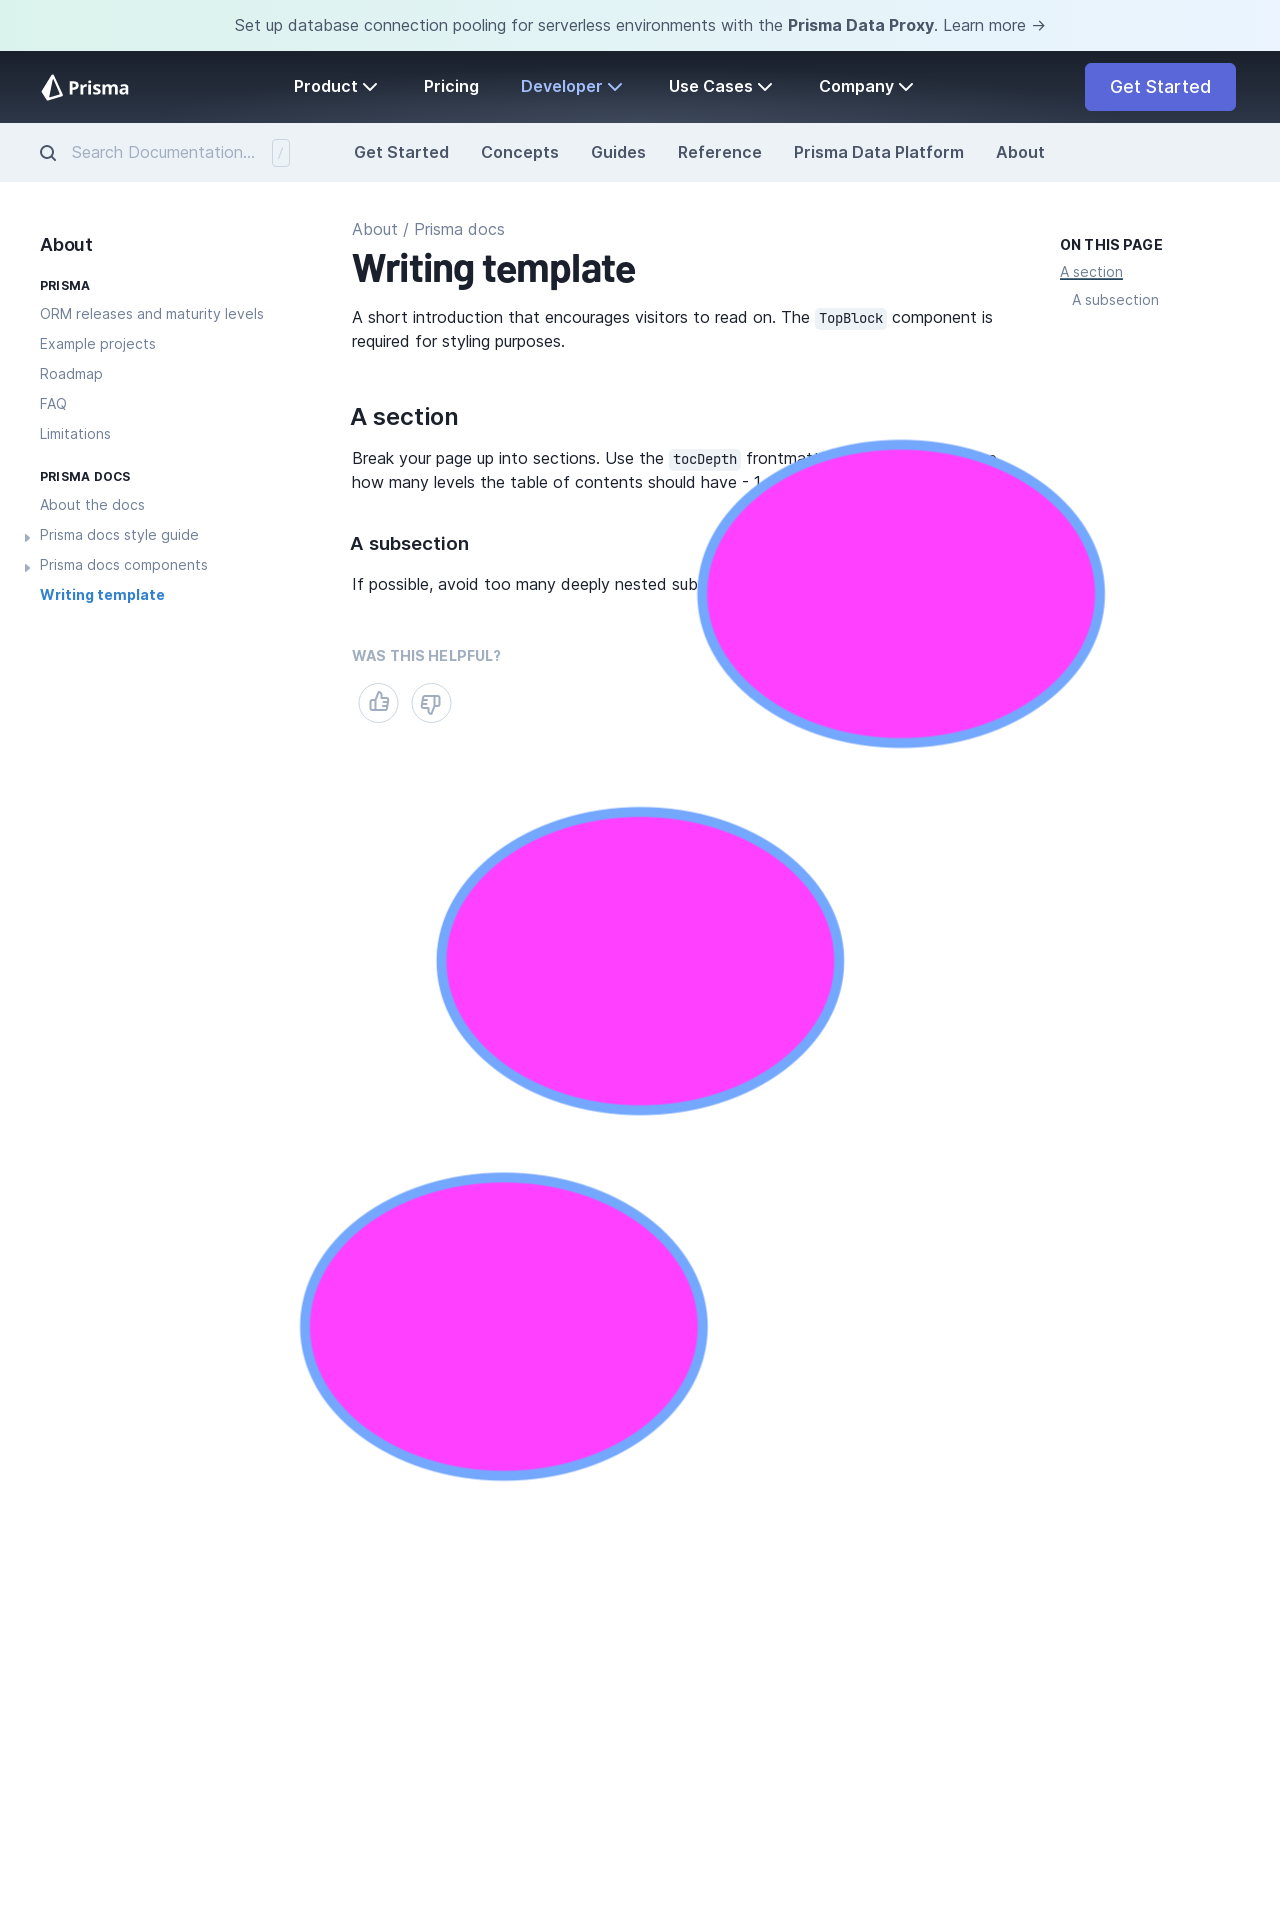 Set up database connection pooling for serverless environments with the Prisma Data Proxy. Learn more →
Prisma
Product
Pricing
Developer
Use Cases
Company
Get Started
Search Documentation...
/
Get Started
Concepts
Guides
Reference
Prisma Data Platform
About
About
PRISMA
ORM releases and maturity levels
Example projects
Roadmap
FAQ
Limitations
PRISMA DOCS
About the docs
Prisma docs style guide
Prisma docs components
Writing template
About / Prisma docs
Writing template
A short introduction that encourages visitors to read on. The TopBlock component is
required for styling purposes.
A section
Break your page up into sections. Use the tocDepth
how many levels the table of contents should have - 1
A subsection
If possible, avoid too many deeply nested
WAS THIS HELPFUL?
ON THIS PAGE
A section
A subsection